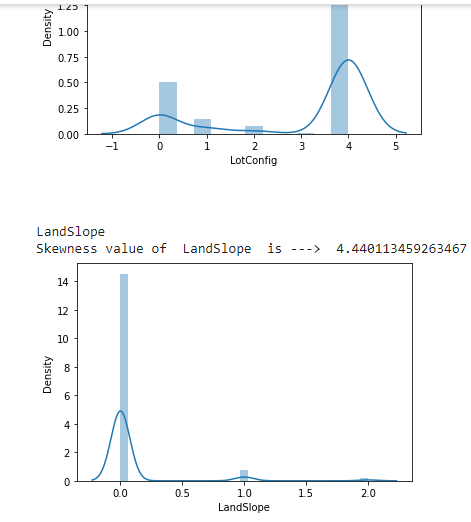 1.25
1.00
0.75
0.50
0.25
0.00
Density
−1 0 1 2 3 4 5
LotConfig
LandSlope
Skewness value of  LandSlope  is --->  4.440113459263467
14
12
10
8
6
4
2
0
Density
0.0 0.5 1.0 1.5 2.0
LandSlope